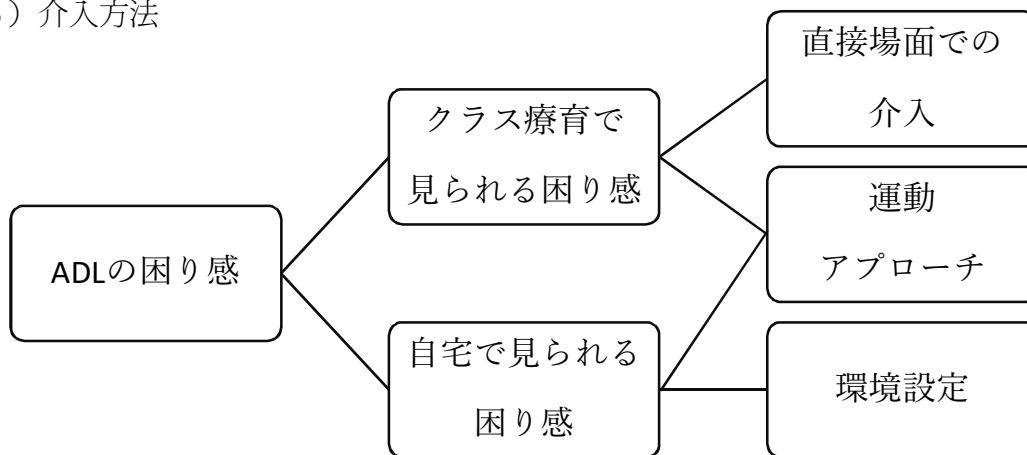 ）介入方法
直接場面での
介入
クラス療育で
見られる困り感
運動
アプローチ
ADLの困り感
自宅で見られる
困り感
環境設定